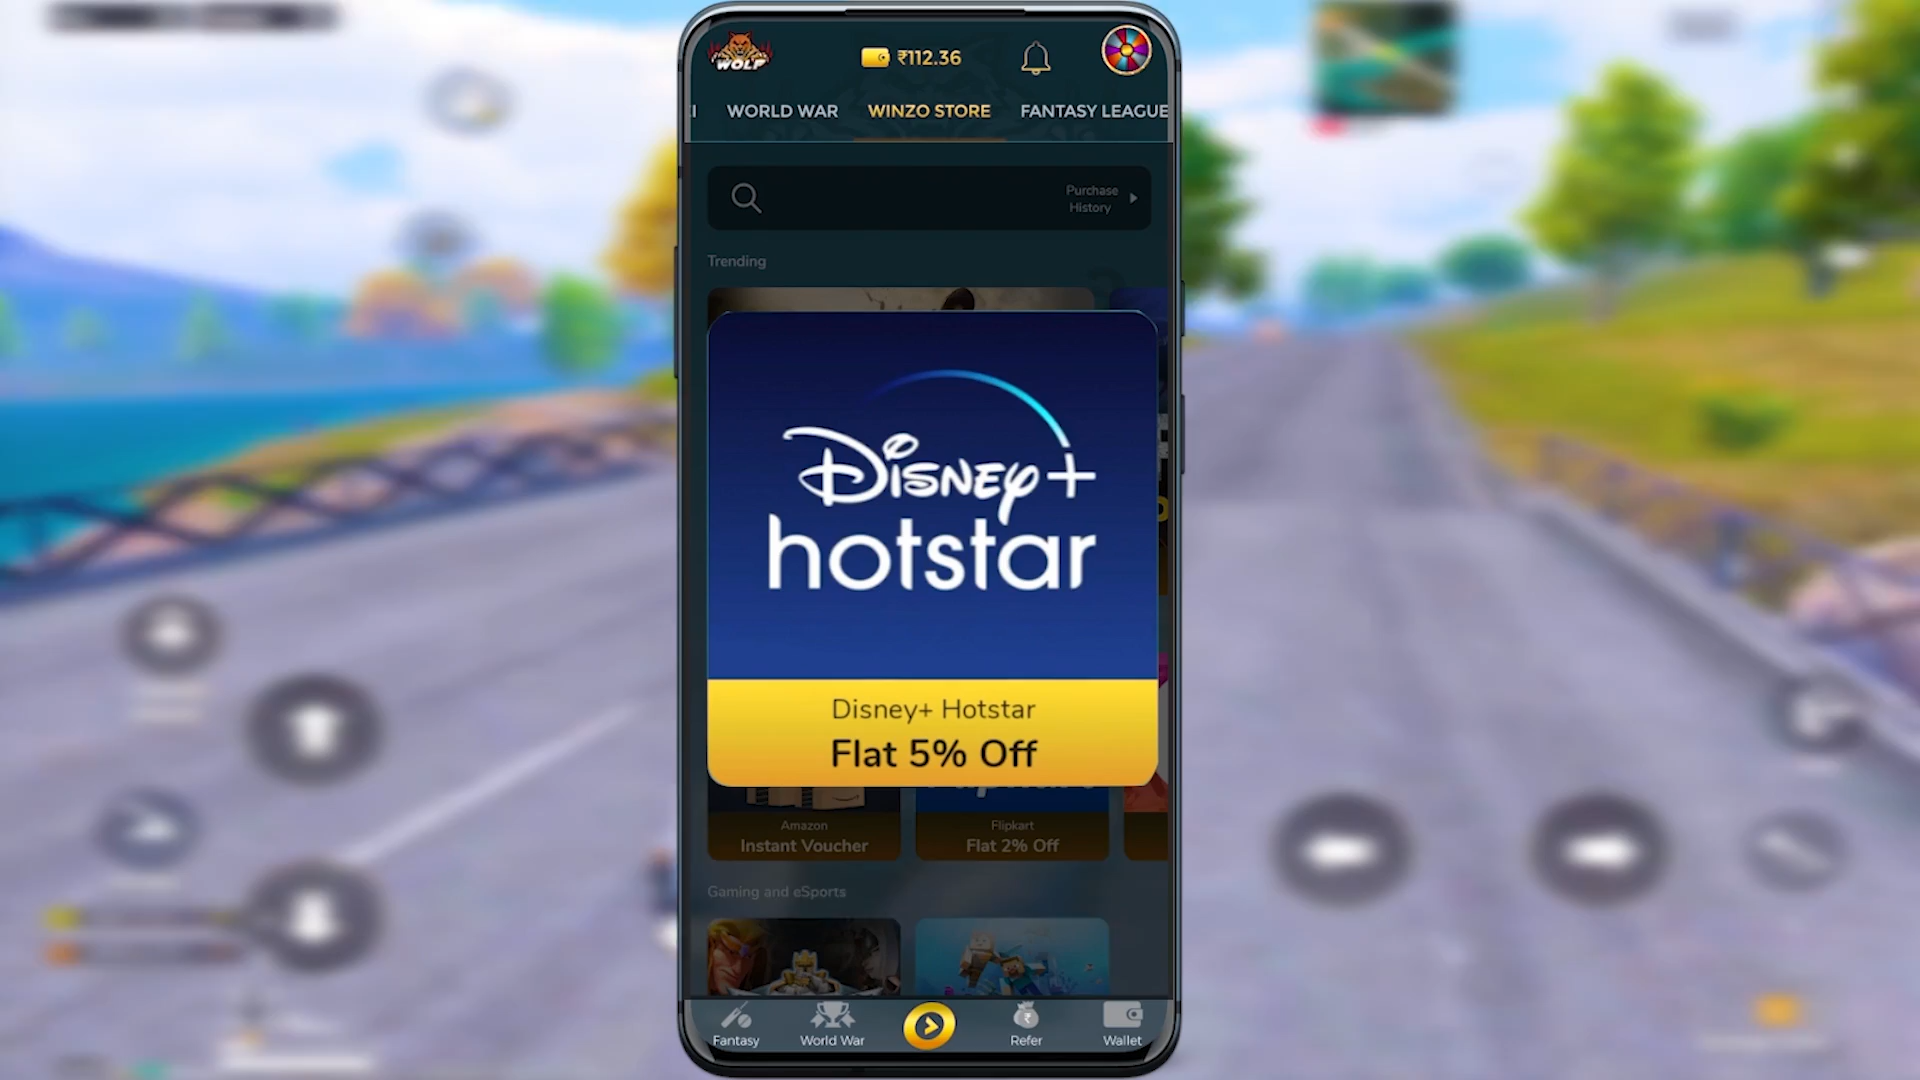 WOLF
₹112.36
WORLD WAR
WINZO STORE
FANTASY LEAGUE
Purchase
History
Trending
Disney+
hotstar
Disney+ Hotstar
Flat 5% Off
Amazon
Instant Voucher
Flipkart
Flat 2% Off
Gaming and eSports
Fantasy
World War
Refer
Wallet